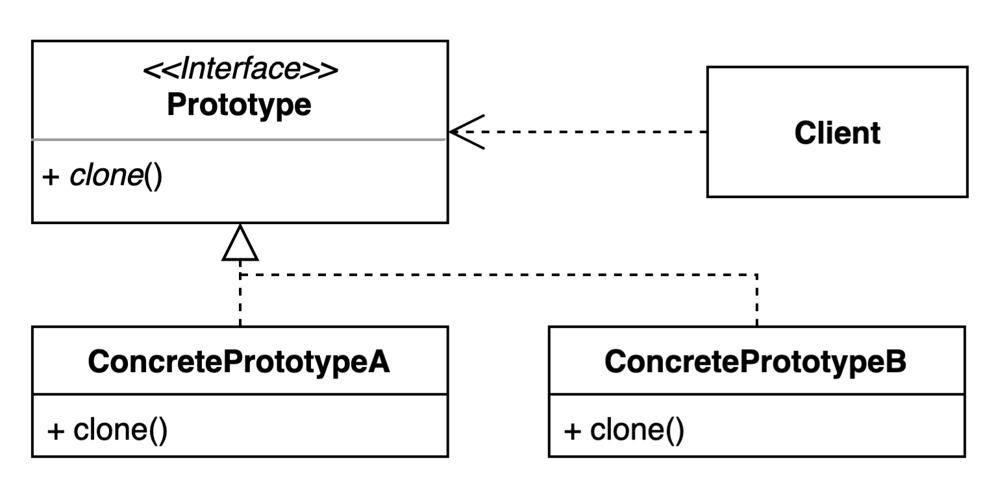 <<Interface>>
Prototype
+ clone()
Client
ConcretePrototypeA
+ clone()
ConcretePrototypeB
+ clone()